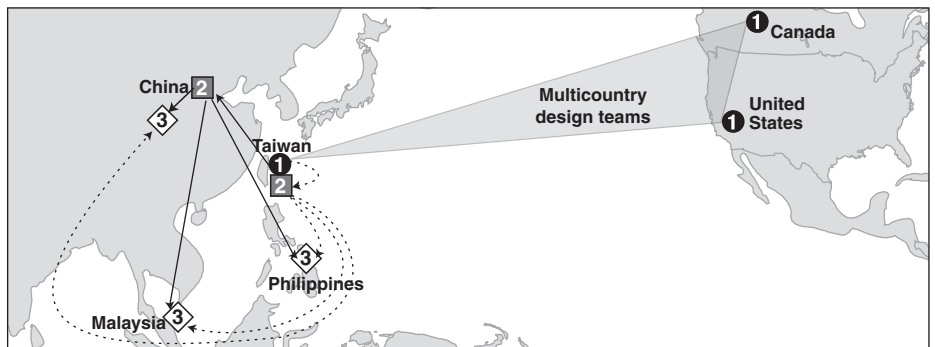 1
Canada
China 2
3
Multicountry
design teams
1 United
States
Taiwan
1
2
3
Philippines
Malaysia 3